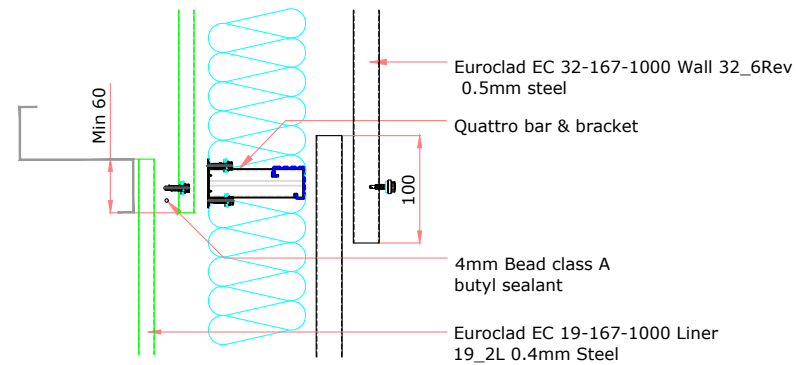 Euroclad EC 32-167-1000 Wall 32_6Rev
0.5mm steel
Min 60
Quattro bar & bracket
100
4mm Bead class A
butyl sealant
Euroclad EC 19-167-1000 Liner
19_2L 0.4mm Steel